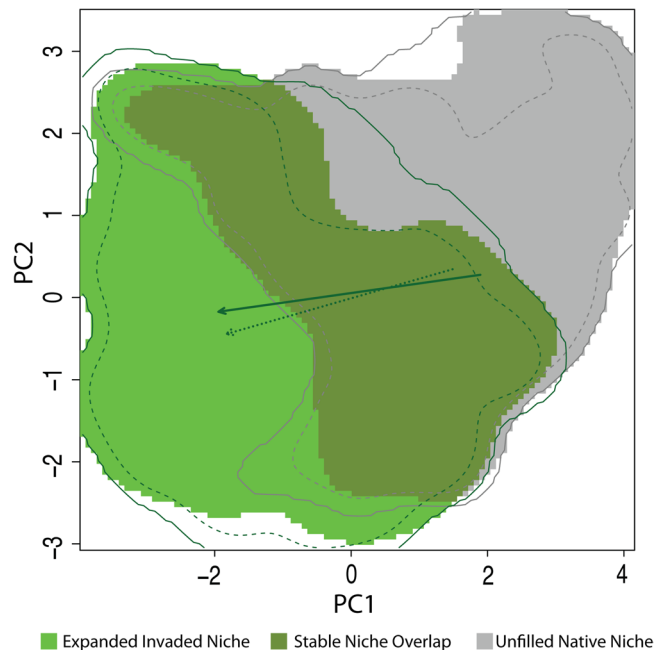 3
2
1
0
−1
−2
−3
PC2
−2
0
2
4
PC1
Expanded Invaded Niche
Stable Niche Overlap
Unfilled Native Niche